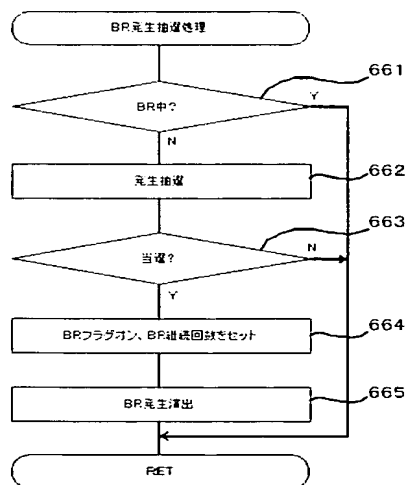 BR発生抽選処理
661
BR中?
Y
N
662
発生抽選
663
当選?
N
Y
664
BRフラグオン、BR継続回数をセット
665
BR発生演出
RET